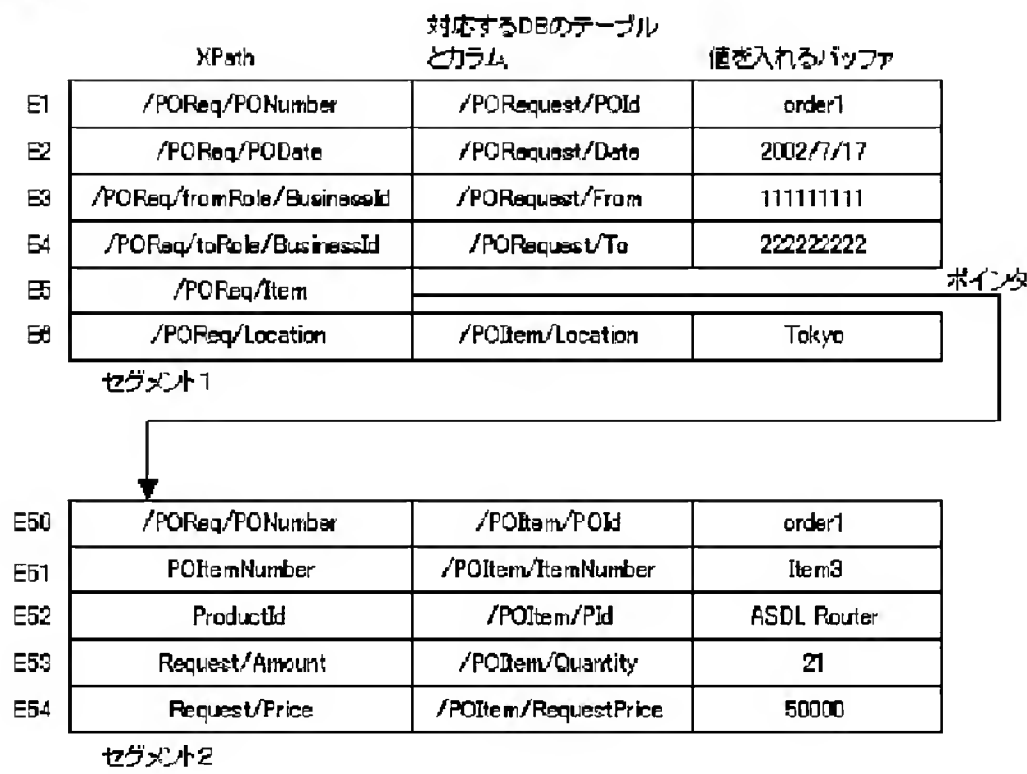 対応するDBのテーブル
XPath とカラム 値を入れるバッファ
E1 /POReq/PONumber /PORequest/POId order1
E2 /POReq/PODate /PORequest/Date 2002/7/17
E3 /POReq/fromRole/BusinessId /PORequest/From 111111111
E4 /POReq/toRole/BusinessId /PORequest/To 222222222
E5 /POReq/Item ポインタ
E6 /POReq/Location /POItem/Location Tokyo
セグメント1
E50 /POReq/PONumber /POItem/POId order1
E51 POItemNumber /POItem/ItemNumber Item3
E52 ProductId /POItem/PId ASDL Router
E53 Request/Amount /POItem/Quantity 21
E54 Request/Price /POItem/RequestPrice 50000
セグメント2